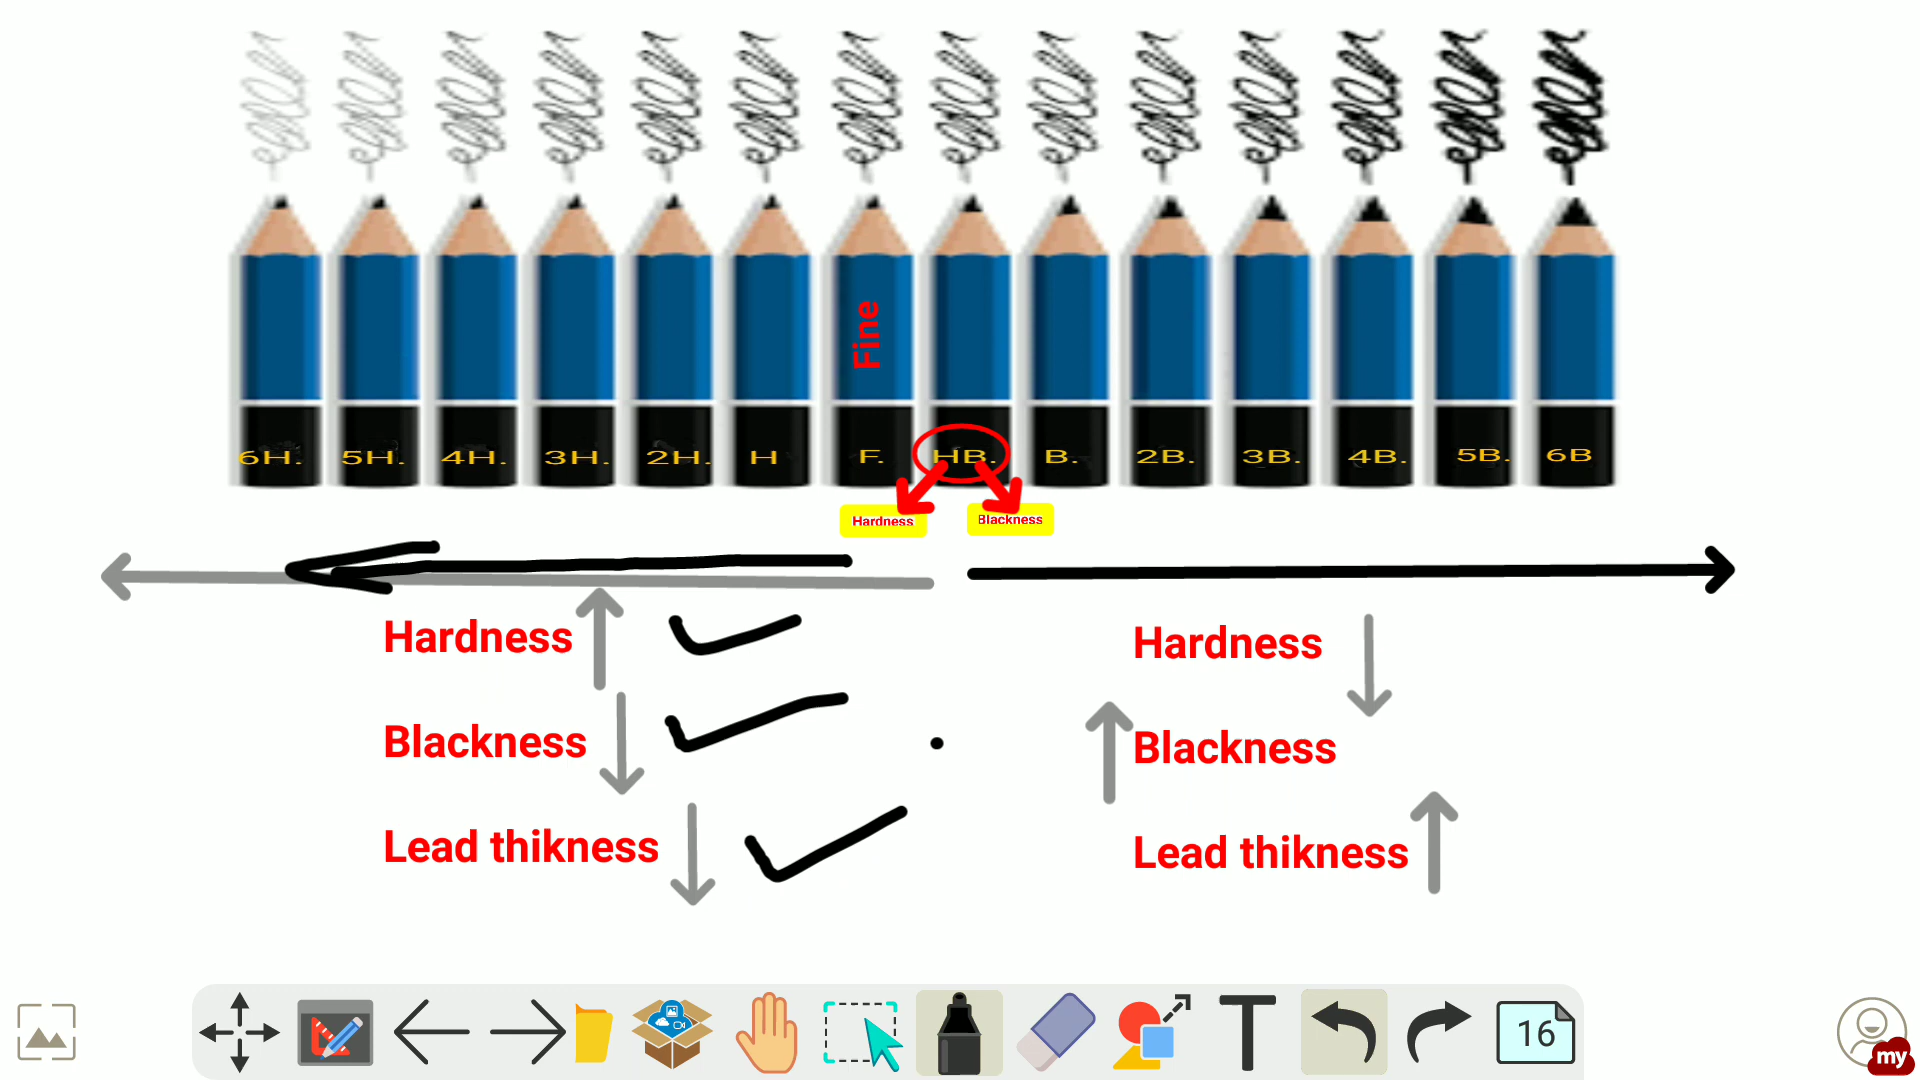 Fine
6H. 5H. 4H. 3H. 2H. H F. HB. B. 2B. 3B. 4B. 5B. 6B
Hardness Blackness
Hardness Hardness
Blackness Blackness
Lead thikness Lead thikness
T 16
my